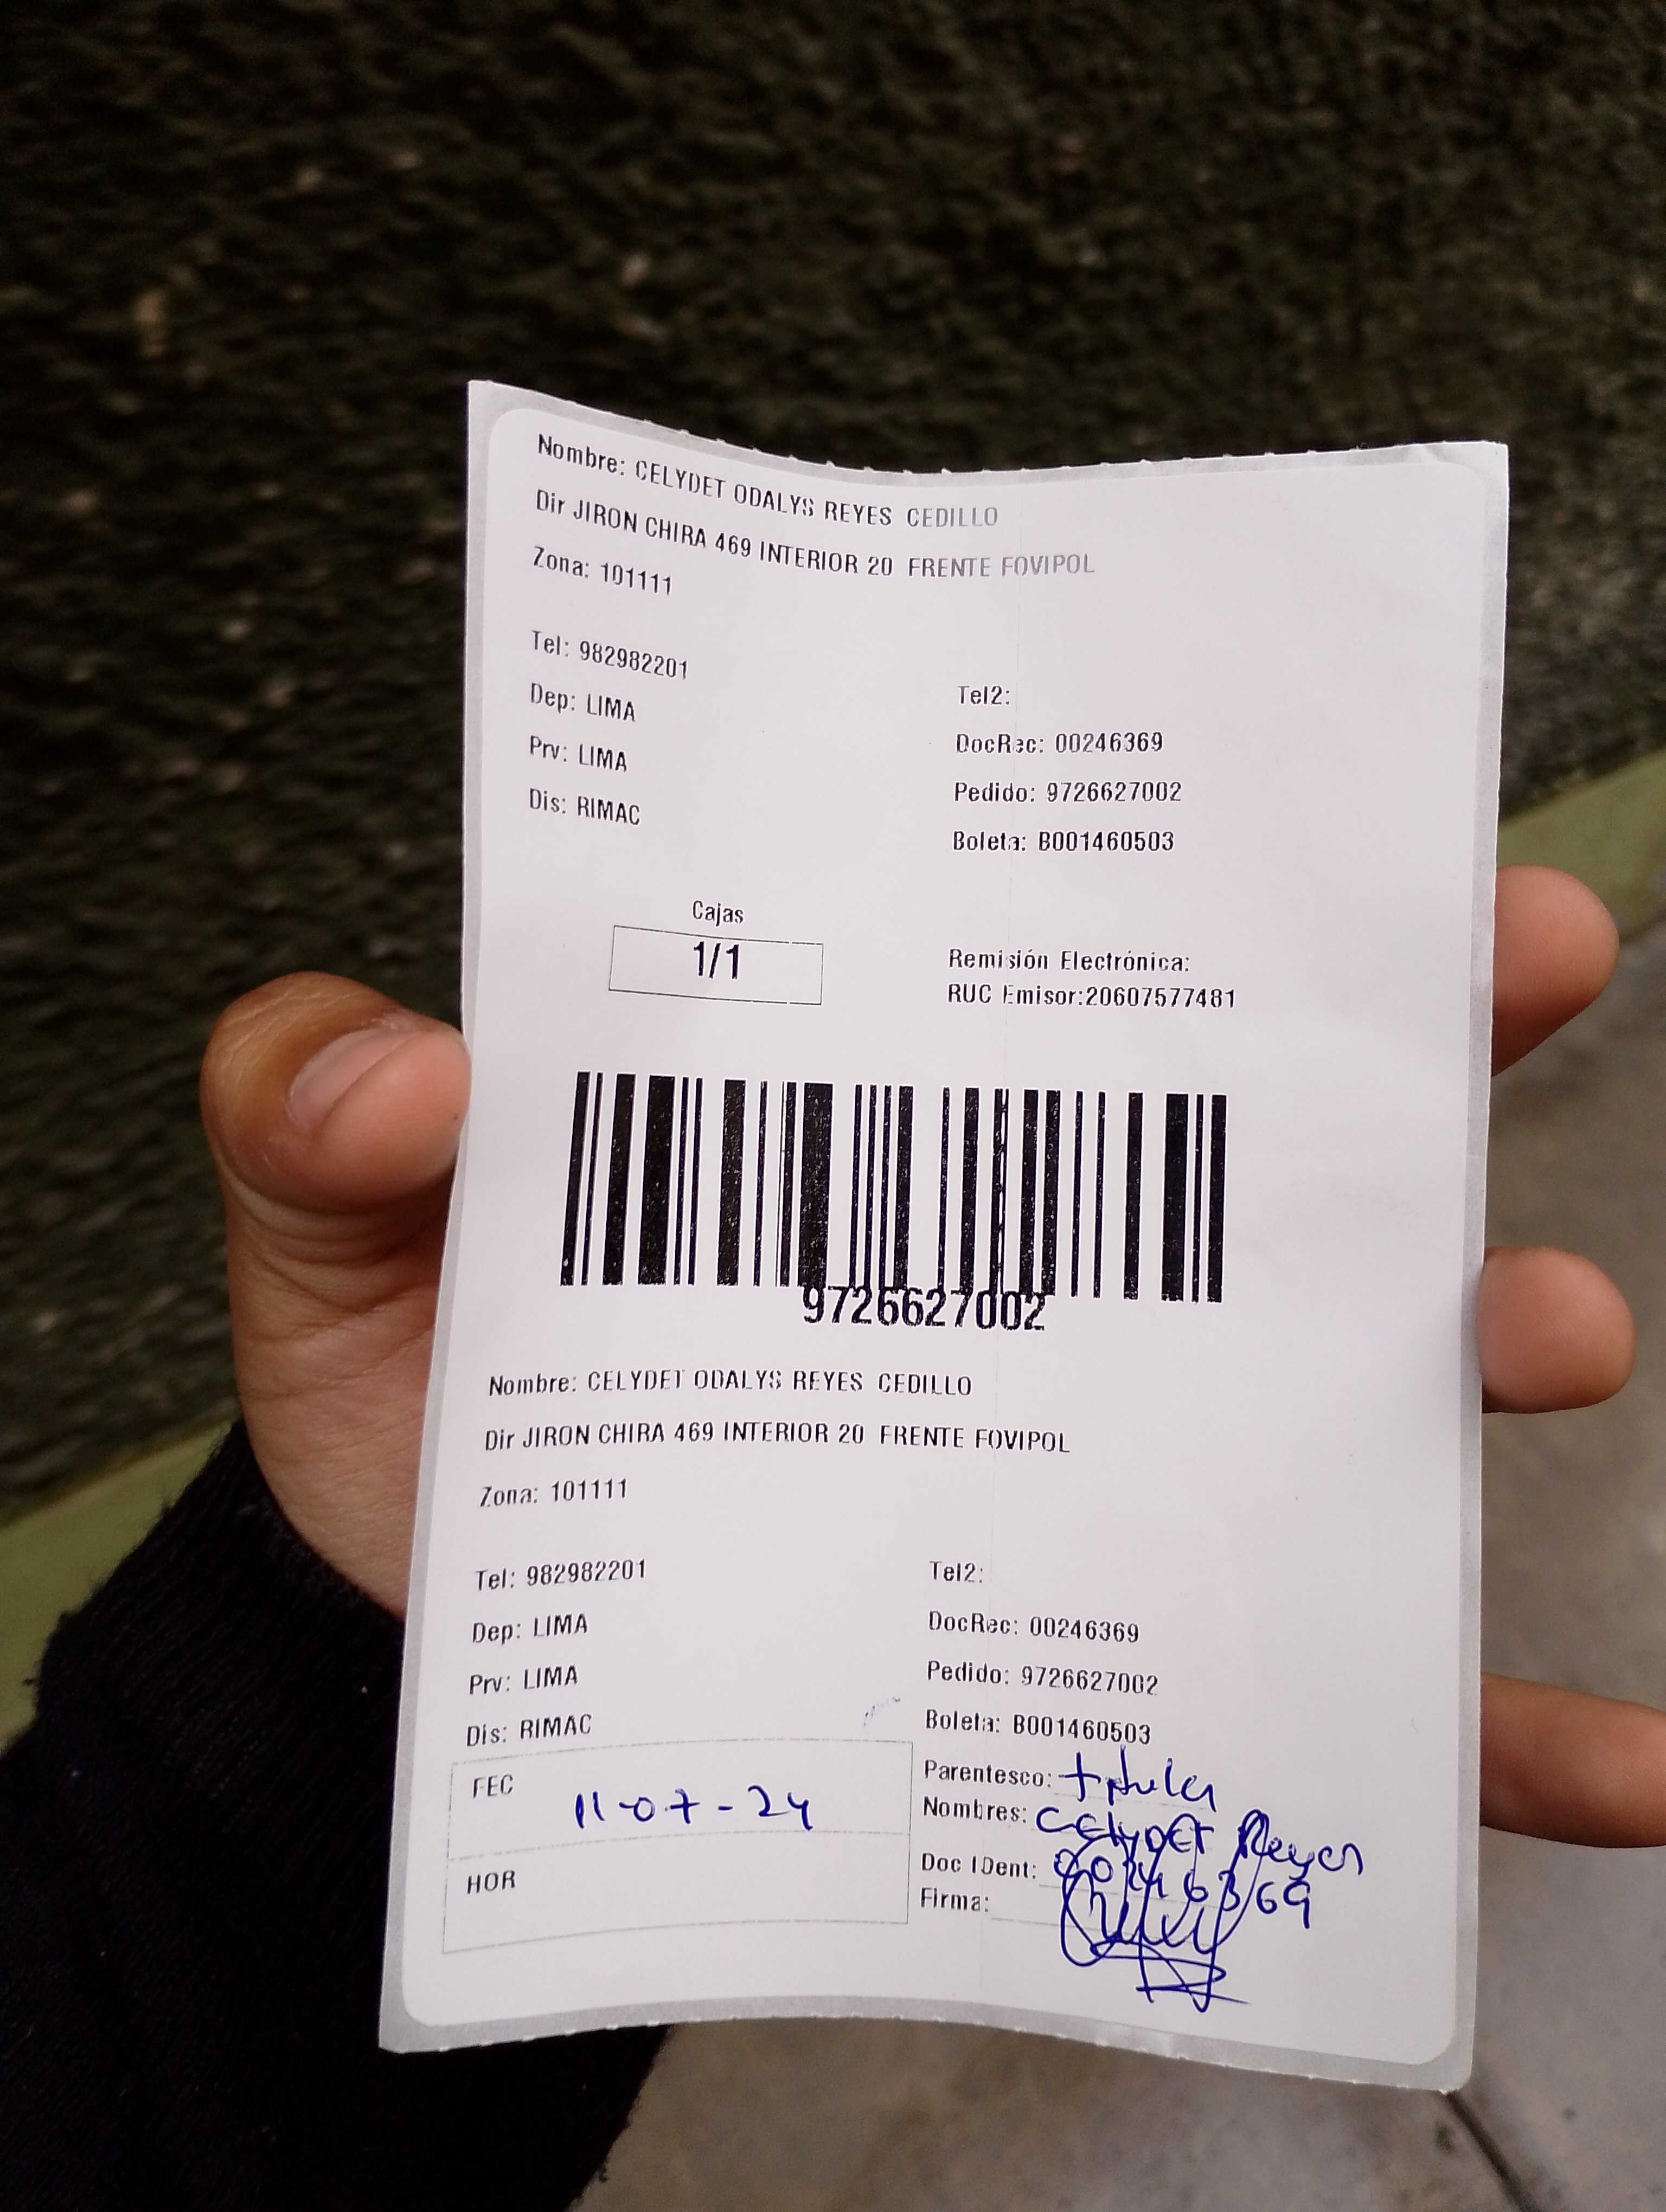 Nombre: CELYDET ODALYS REYES CEDILLO
Dir JIRON CHIRA 469 INTERIOR 20 FRENTE FOVIPOL
Zona: 101111
Tel: 982982201
Tel2:
Dep: LIMA
DocRec: 00246369
Prv: LIMA
Pedido: 9726627002
Dis: RIMAC
Boleta: B001460503
Cajas
1/1
Remisión Electrónica:
RUC Emisor:20607577481
9726627002
Nombre: CELYDET ODALYS REYES CEDILLO
Dir JIRON CHIRA 469 INTERIOR 20 FRENTE FOVIPOL
Zona: 101111
Tel: 982982201
Tel2:
Dep: LIMA
DocRec: 00246369
Prv: LIMA
Pedido: 9726627002
Dis: RIMAC
Boleta: B001460503
FEC 11-07-24
HOR
Parentesco: titular
Nombres: Celydet Reyes
Doc IDent: 00246369
Firma: